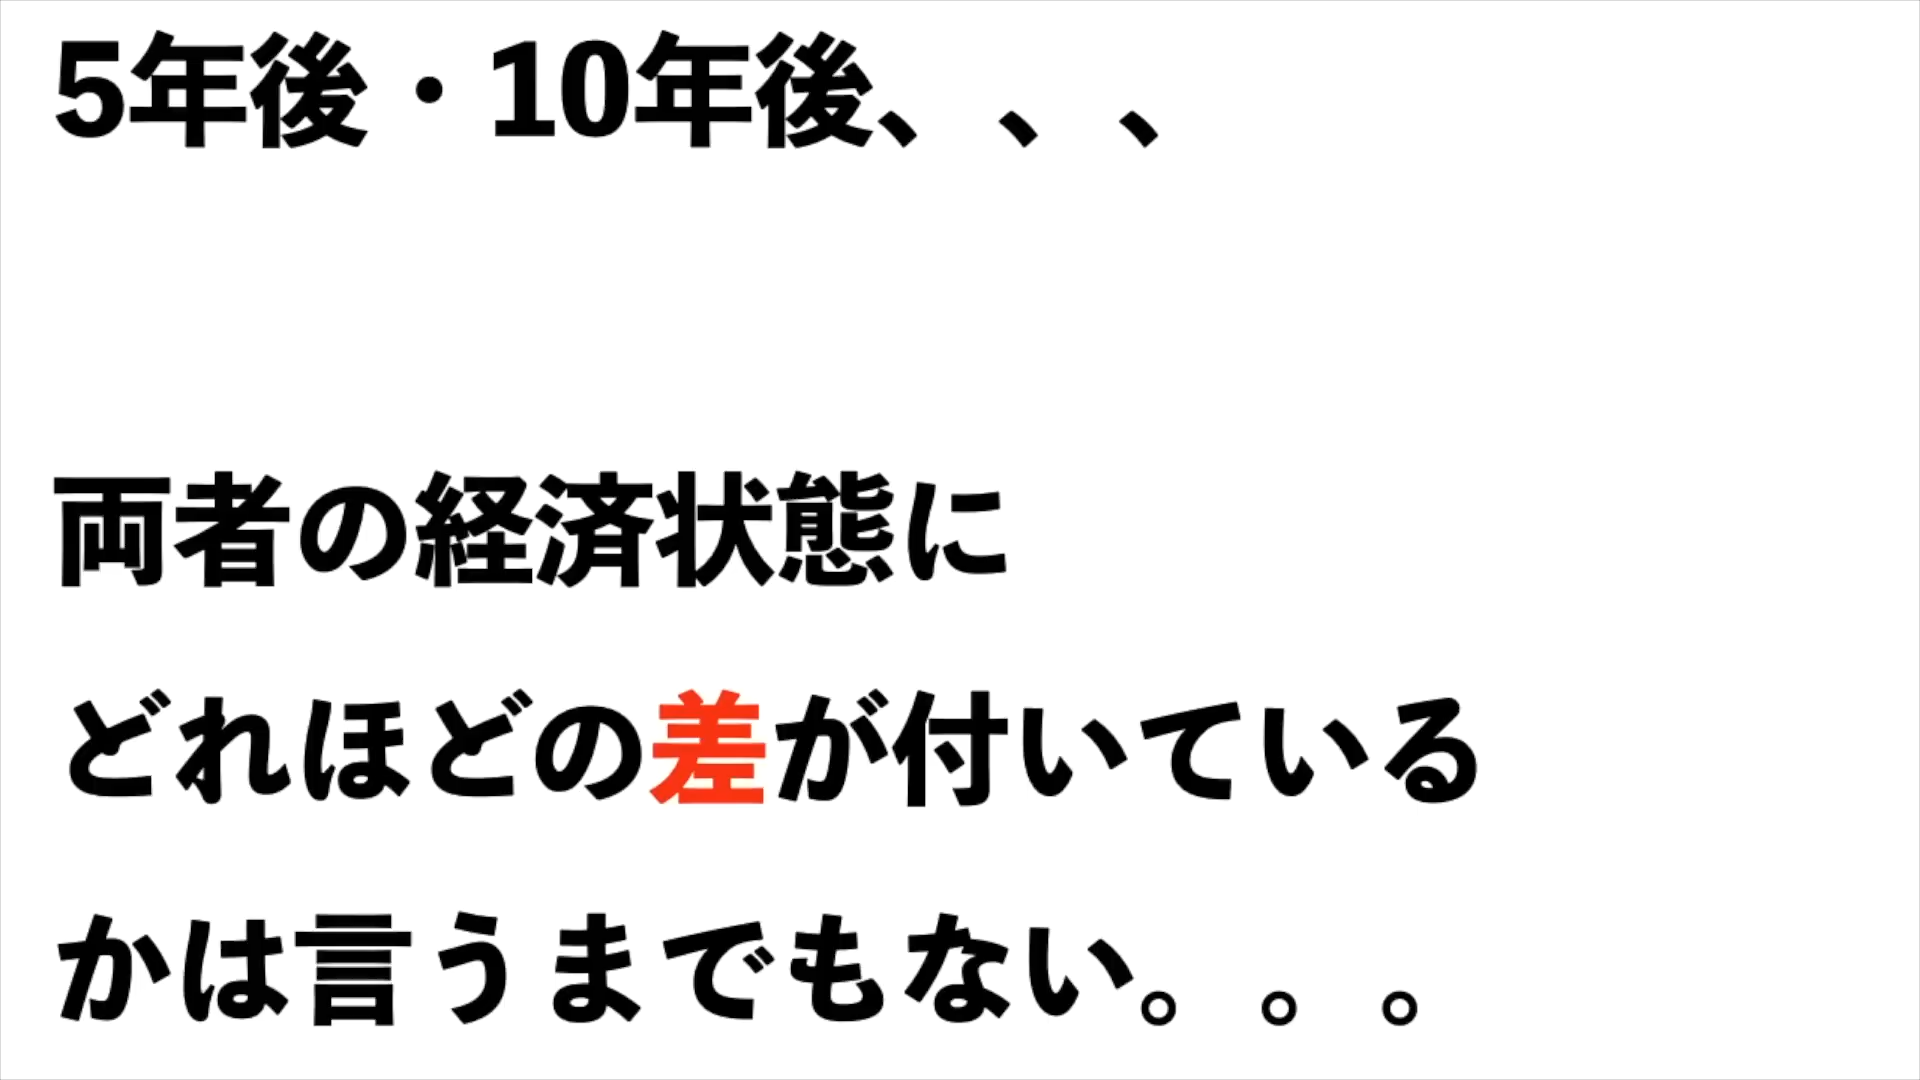 5年後・10年後、、、
両者の経済状態に
どれほどの差が付いている
かは言うまでもない。。。